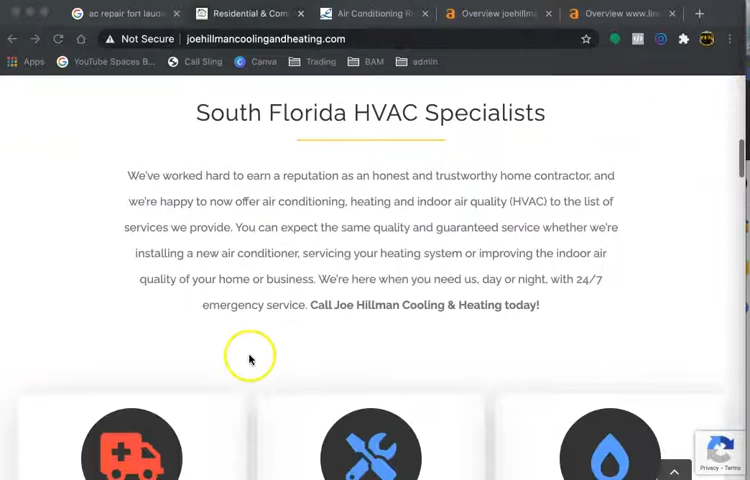 ac repair fort laude
Residential & Com
Air Conditioning R
Overview joehillm
Overview www.lin
Not Secure
joehillmancoolingandheating.com
Apps
YouTube Spaces B...
Call Sling
Canva
Trading
BAM
admin
South Florida HVAC Specialists
We've worked hard to earn a reputation as an honest and trustworthy home contractor, and
we're happy to now offer air conditioning, heating and indoor air quality (HVAC) to the list of
services we provide. You can expect the same quality and guaranteed service whether we're
installing a new air conditioner, servicing your heating system or improving the indoor air
quality of your home or business. We're here when you need us, day or night, with 24/7
emergency service. Call Joe Hillman Cooling & Heating today!
Privacy - Terms